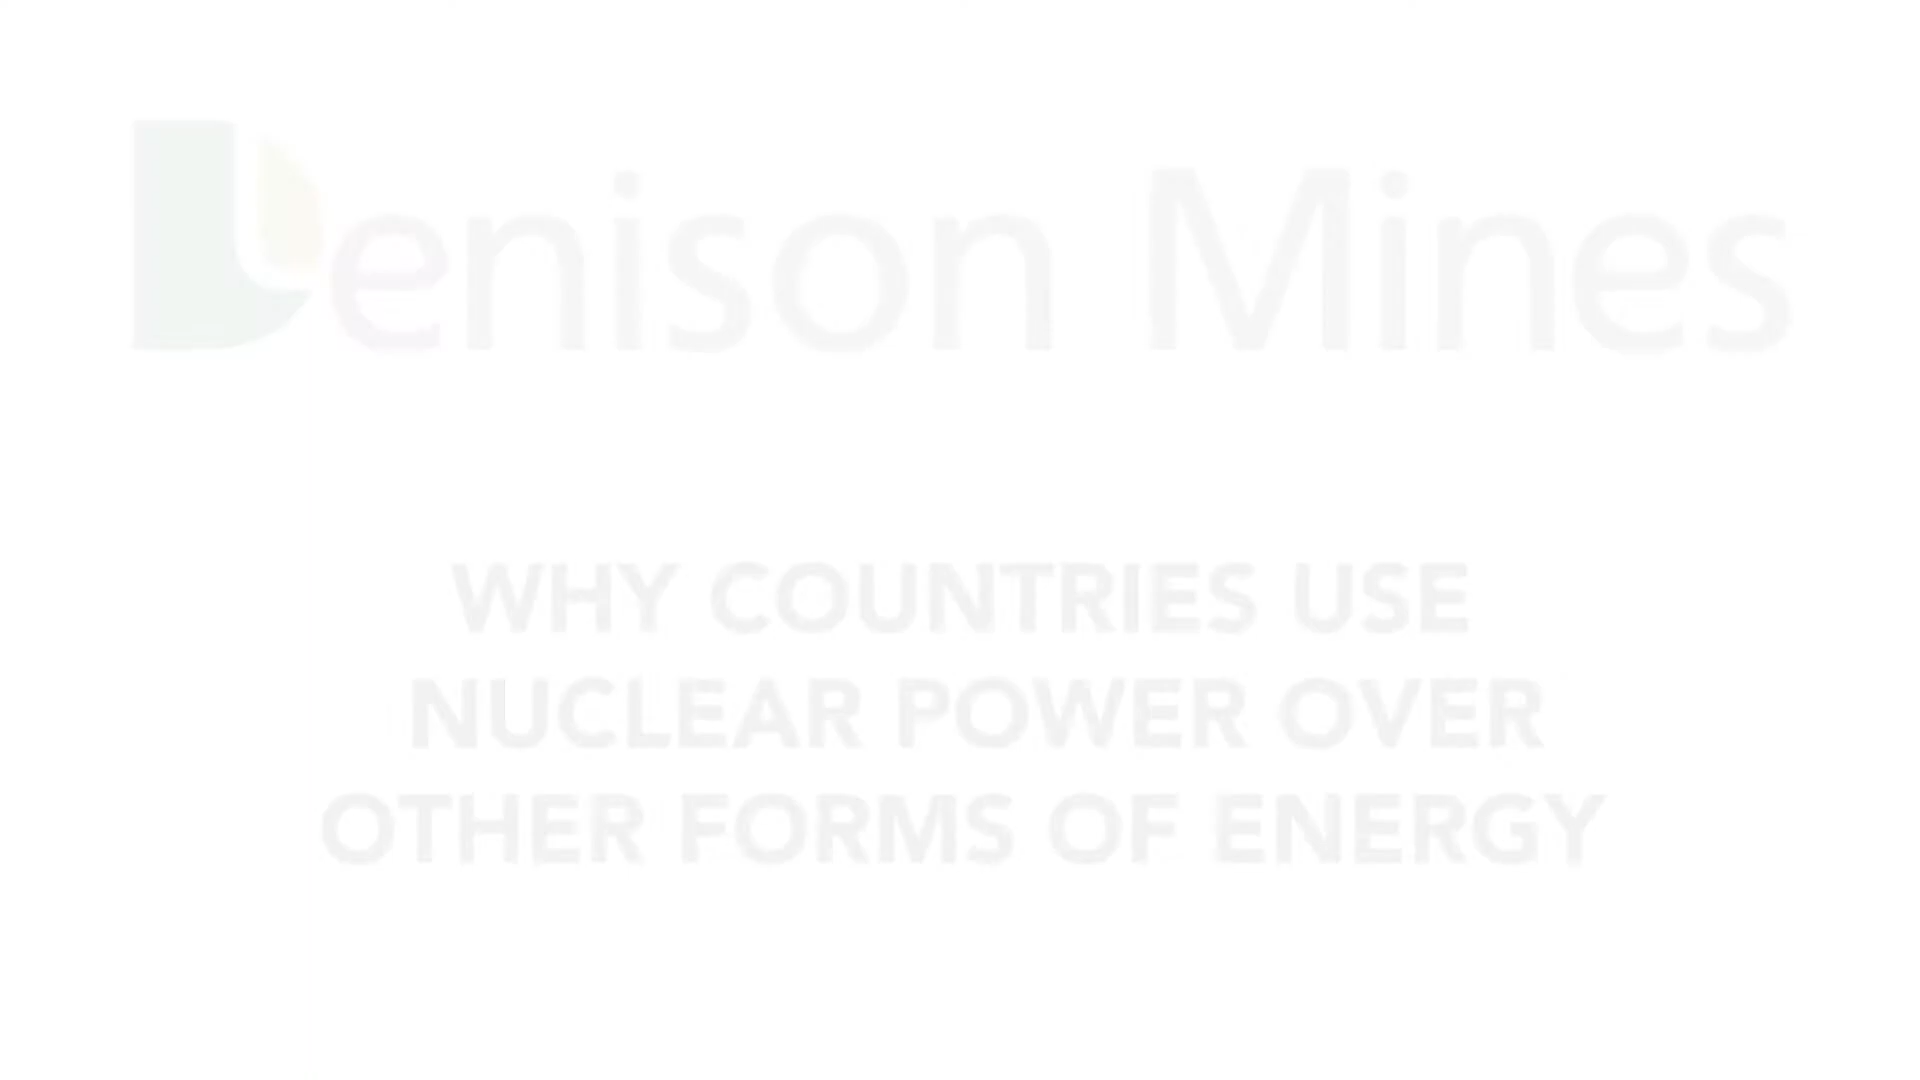 Denison Mines
WHY COUNTRIES USE
NUCLEAR POWER OVER
OTHER FORMS OF ENERGY